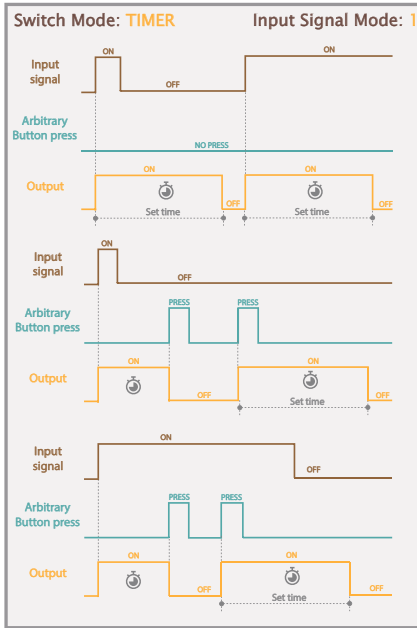 Switch Mode: TIMER Input Signal Mode: 1
ON
ON
Input
signal
OFF
Arbitrary
Button press
NO PRESS
ON
ON
Output
OFF
OFF
Set time
Set time
ON
Input
signal
OFF
PRESS
PRESS
Arbitrary
Button press
ON
ON
Output
OFF
OFF
Set time
ON
Input
signal
OFF
PRESS
PRESS
Arbitrary
Button press
ON
ON
Output
OFF
OFF
Set time